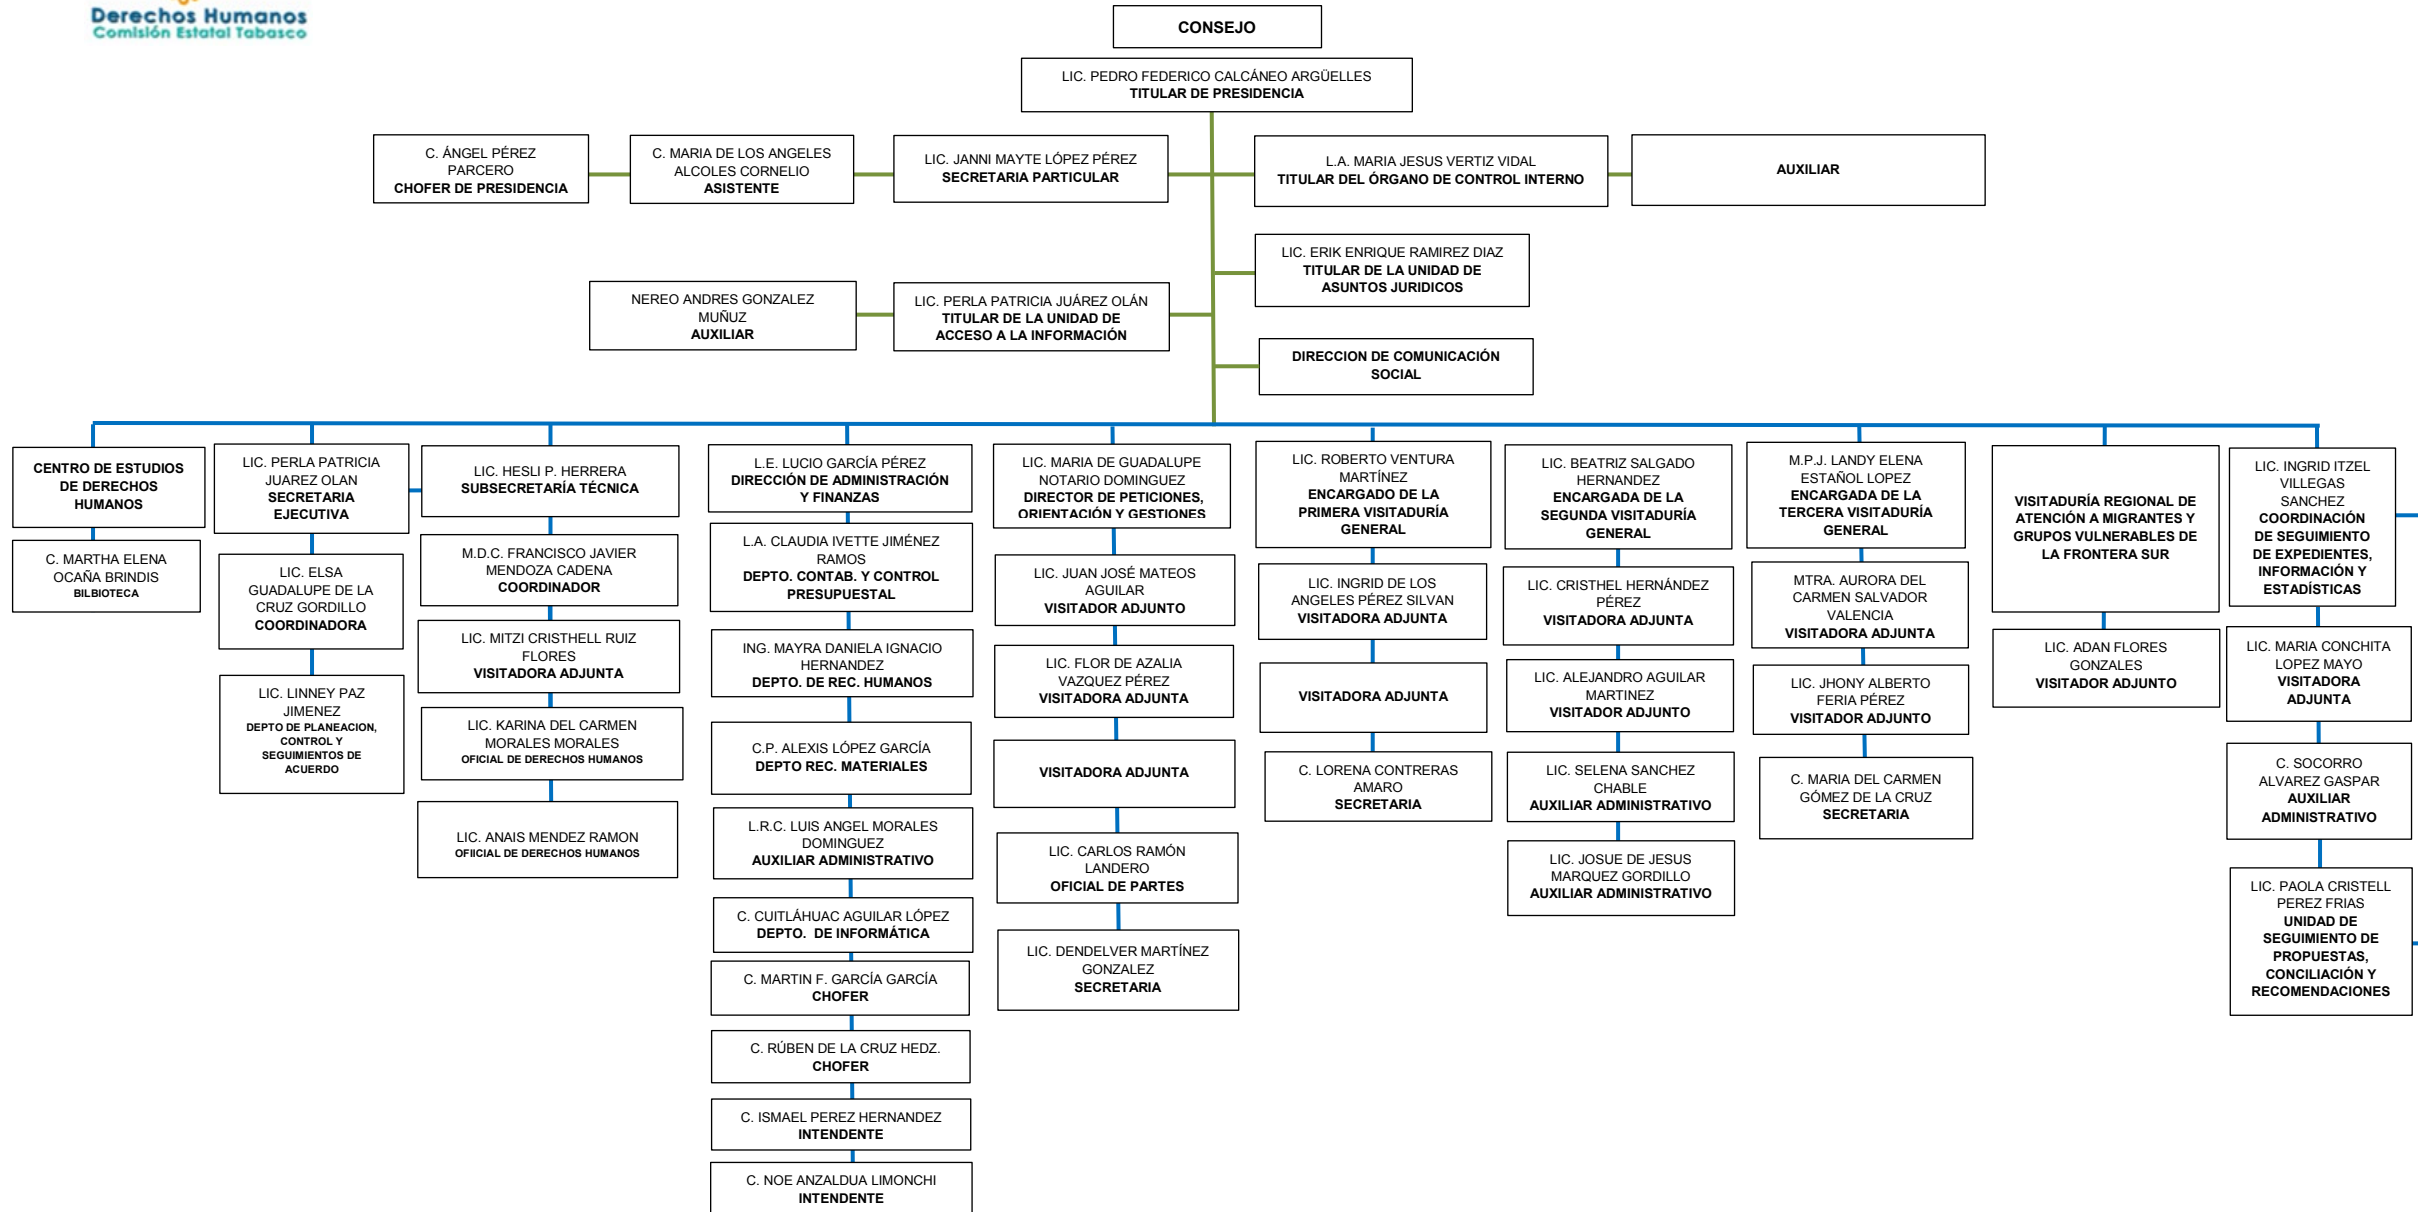 Derechos Humanos
Comisión Estatal Tabasco
CONSEJO
LIC. PEDRO FEDERICO CALCÁNEO ARGÜELLES
TITULAR DE PRESIDENCIA
C. ÁNGEL PÉREZ
PARCERO
CHOFER DE PRESIDENCIA
C. MARIA DE LOS ANGELES
ALCOLES CORNELIO
ASISTENTE
LIC. JANNI MAYTE LÓPEZ PÉREZ
SECRETARIA PARTICULAR
L.A. MARIA JESUS VERTIZ VIDAL
TITULAR DEL ÓRGANO DE CONTROL INTERNO
AUXILIAR
LIC. ERIK ENRIQUE RAMIREZ DIAZ
TITULAR DE LA UNIDAD DE
ASUNTOS JURIDICOS
NEREO ANDRES GONZALEZ
MUÑUZ
AUXILIAR
LIC. PERLA PATRICIA JUÁREZ OLÁN
TITULAR DE LA UNIDAD DE
ACCESO A LA INFORMACIÓN
DIRECCION DE COMUNICACIÓN
SOCIAL
CENTRO DE ESTUDIOS
DE DERECHOS
HUMANOS
C. MARTHA ELENA
OCAÑA BRINDIS
BILBIOTECA
LIC. PERLA PATRICIA
JUAREZ OLAN
SECRETARIA
EJECUTIVA
LIC. ELSA
GUADALUPE DE LA
CRUZ GORDILLO
COORDINADORA
LIC. LINNEY PAZ
JIMENEZ
DEPTO DE PLANEACION,
CONTROL Y
SEGUIMIENTOS DE
ACUERDO
LIC. HESLI P. HERRERA
SUBSECRETARÍA TÉCNICA
M.D.C. FRANCISCO JAVIER
MENDOZA CADENA
COORDINADOR
LIC. MITZI CRISTHELL RUIZ
FLORES
VISITADORA ADJUNTA
LIC. KARINA DEL CARMEN
MORALES MORALES
OFICIAL DE DERECHOS HUMANOS
LIC. ANAIS MENDEZ RAMON
OFIICIAL DE DERECHOS HUMANOS
L.E. LUCIO GARCÍA PÉREZ
DIRECCIÓN DE ADMINISTRACIÓN
Y FINANZAS
L.A. CLAUDIA IVETTE JIMÉNEZ
RAMOS
DEPTO. CONTAB. Y CONTROL
PRESUPUESTAL
ING. MAYRA DANIELA IGNACIO
HERNANDEZ
DEPTO. DE REC. HUMANOS
C.P. ALEXIS LÓPEZ GARCÍA
DEPTO REC. MATERIALES
L.R.C. LUIS ANGEL MORALES
DOMINGUEZ
AUXILIAR ADMINISTRATIVO
C. CUITLÁHUAC AGUILAR LÓPEZ
DEPTO. DE INFORMÁTICA
C. MARTIN F. GARCÍA GARCÍA
CHOFER
C. RÚBEN DE LA CRUZ HEDZ.
CHOFER
C. ISMAEL PEREZ HERNANDEZ
INTENDENTE
C. NOE ANZALDUA LIMONCHI
INTENDENTE
LIC. MARIA DE GUADALUPE
NOTARIO DOMINGUEZ
DIRECTOR DE PETICIONES,
ORIENTACIÓN Y GESTIONES
LIC. JUAN JOSÉ MATEOS
AGUILAR
VISITADOR ADJUNTO
LIC. FLOR DE AZALIA
VAZQUEZ PÉREZ
VISITADORA ADJUNTA
VISITADORA ADJUNTA
LIC. CARLOS RAMÓN
LANDERO
OFICIAL DE PARTES
LIC. DENDELVER MARTÍNEZ
GONZALEZ
SECRETARIA
LIC. ROBERTO VENTURA
MARTÍNEZ
ENCARGADO DE LA
PRIMERA VISITADURÍA
GENERAL
LIC. INGRID DE LOS
ANGELES PÉREZ SILVAN
VISITADORA ADJUNTA
VISITADORA ADJUNTA
C. LORENA CONTRERAS
AMARO
SECRETARIA
LIC. BEATRIZ SALGADO
HERNANDEZ
ENCARGADA DE LA
SEGUNDA VISITADURÍA
GENERAL
LIC. CRISTHEL HERNÁNDEZ
PÉREZ
VISITADORA ADJUNTA
LIC. ALEJANDRO AGUILAR
MARTINEZ
VISITADOR ADJUNTO
LIC. SELENA SANCHEZ
CHABLE
AUXILIAR ADMINISTRATIVO
LIC. JOSUE DE JESUS
MARQUEZ GORDILLO
AUXILIAR ADMINISTRATIVO
M.P.J. LANDY ELENA
ESTAÑOL LOPEZ
ENCARGADA DE LA
TERCERA VISITADURÍA
GENERAL
MTRA. AURORA DEL
CARMEN SALVADOR
VALENCIA
VISITADORA ADJUNTA
LIC. JHONY ALBERTO
FERIA PÉREZ
VISITADOR ADJUNTO
C. MARIA DEL CARMEN
GÓMEZ DE LA CRUZ
SECRETARIA
VISITADURÍA REGIONAL DE
ATENCIÓN A MIGRANTES Y
GRUPOS VULNERABLES DE
LA FRONTERA SUR
LIC. ADAN FLORES
GONZALES
VISITADOR ADJUNTO
LIC. INGRID ITZEL
VILLEGAS
SANCHEZ
COORDINACIÓN
DE SEGUIMIENTO
DE EXPEDIENTES,
INFORMACIÓN Y
ESTADÍSTICAS
LIC. MARIA CONCHITA
LOPEZ MAYO
VISITADORA
ADJUNTA
C. SOCORRO
ALVAREZ GASPAR
AUXILIAR
ADMINISTRATIVO
LIC. PAOLA CRISTELL
PEREZ FRIAS
UNIDAD DE
SEGUIMIENTO DE
PROPUESTAS,
CONCILIACIÓN Y
RECOMENDACIONES